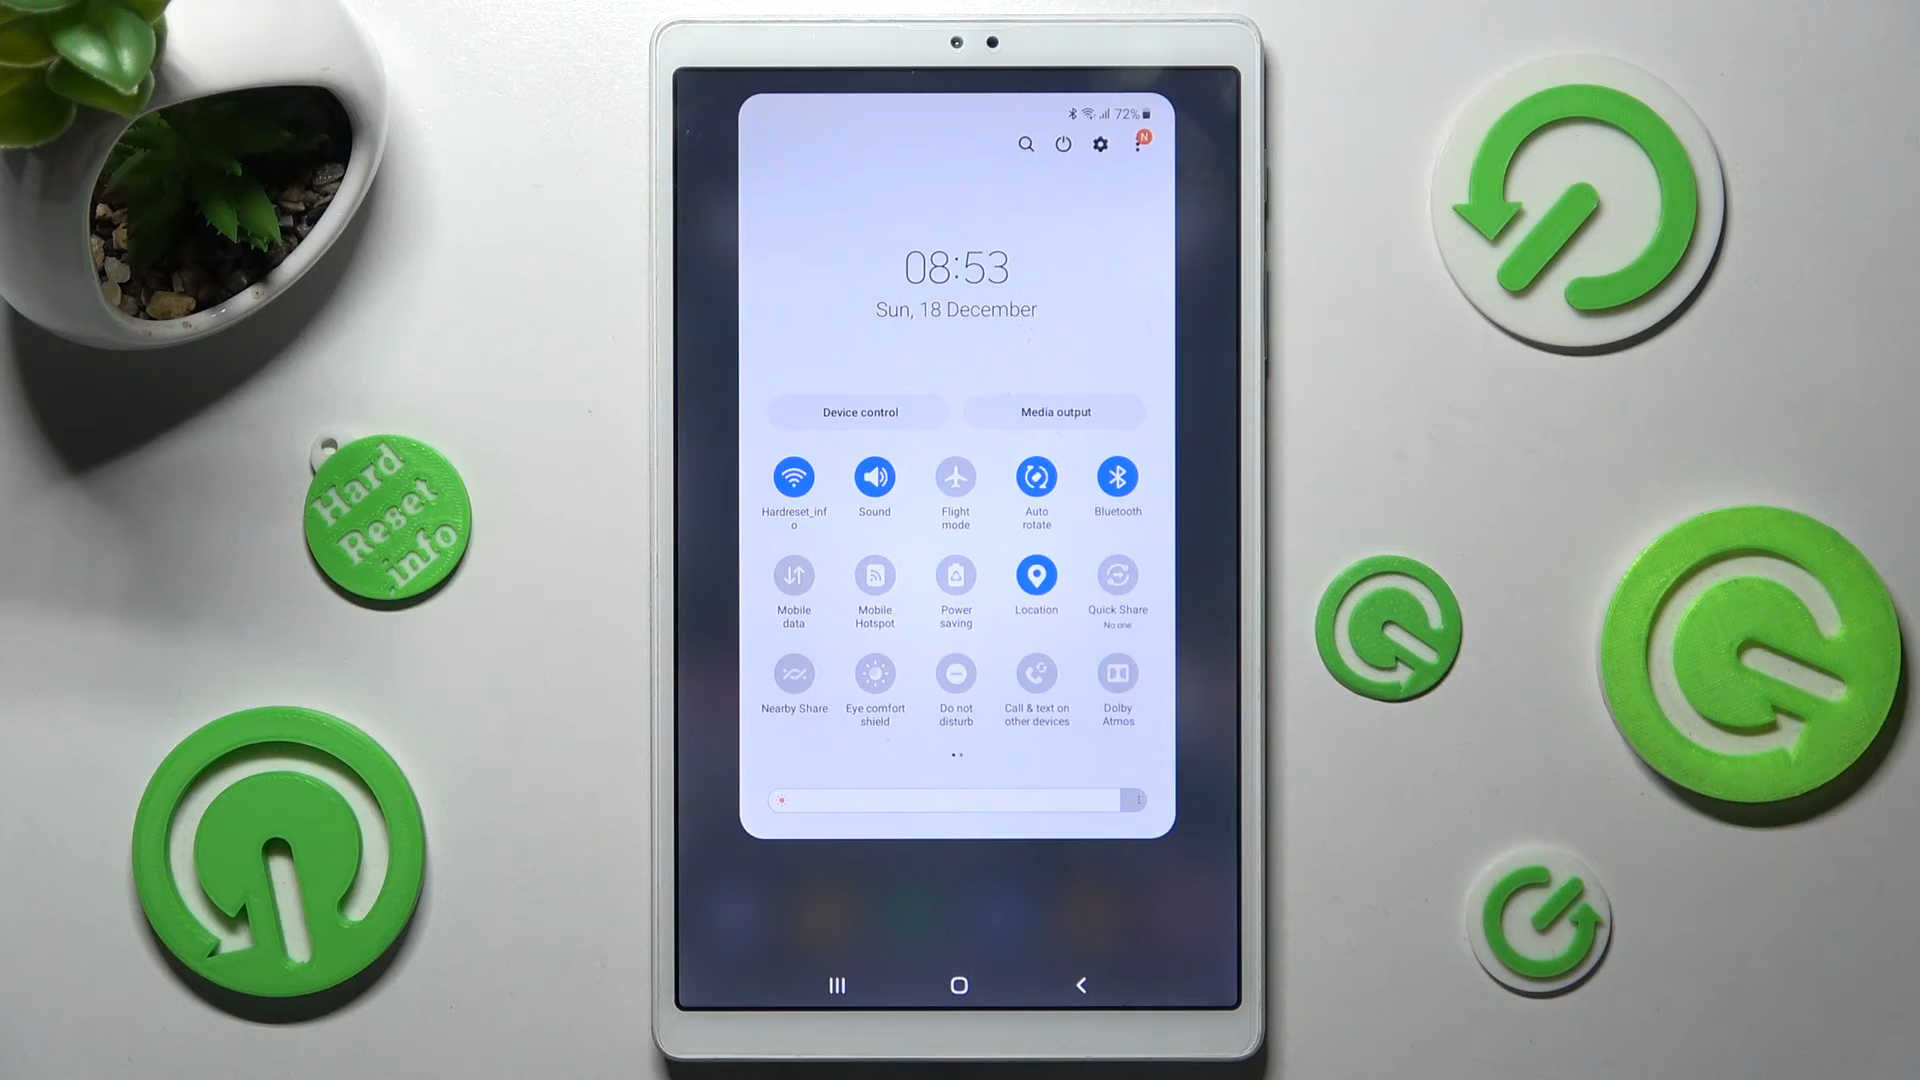 72%
N
08:53
Sun, 18 December
Device control
Media output
Hardreset_inf
o
Sound
Flight
mode
Auto
rotate
Bluetooth
Mobile
data
Mobile
Hotspot
Power
saving
Location
Quick Share
No one
Nearby Share
Eye comfort
shield
Do not
disturb
Call & text on
other devices
Dolby
Atmos
Hard
Reset
.info